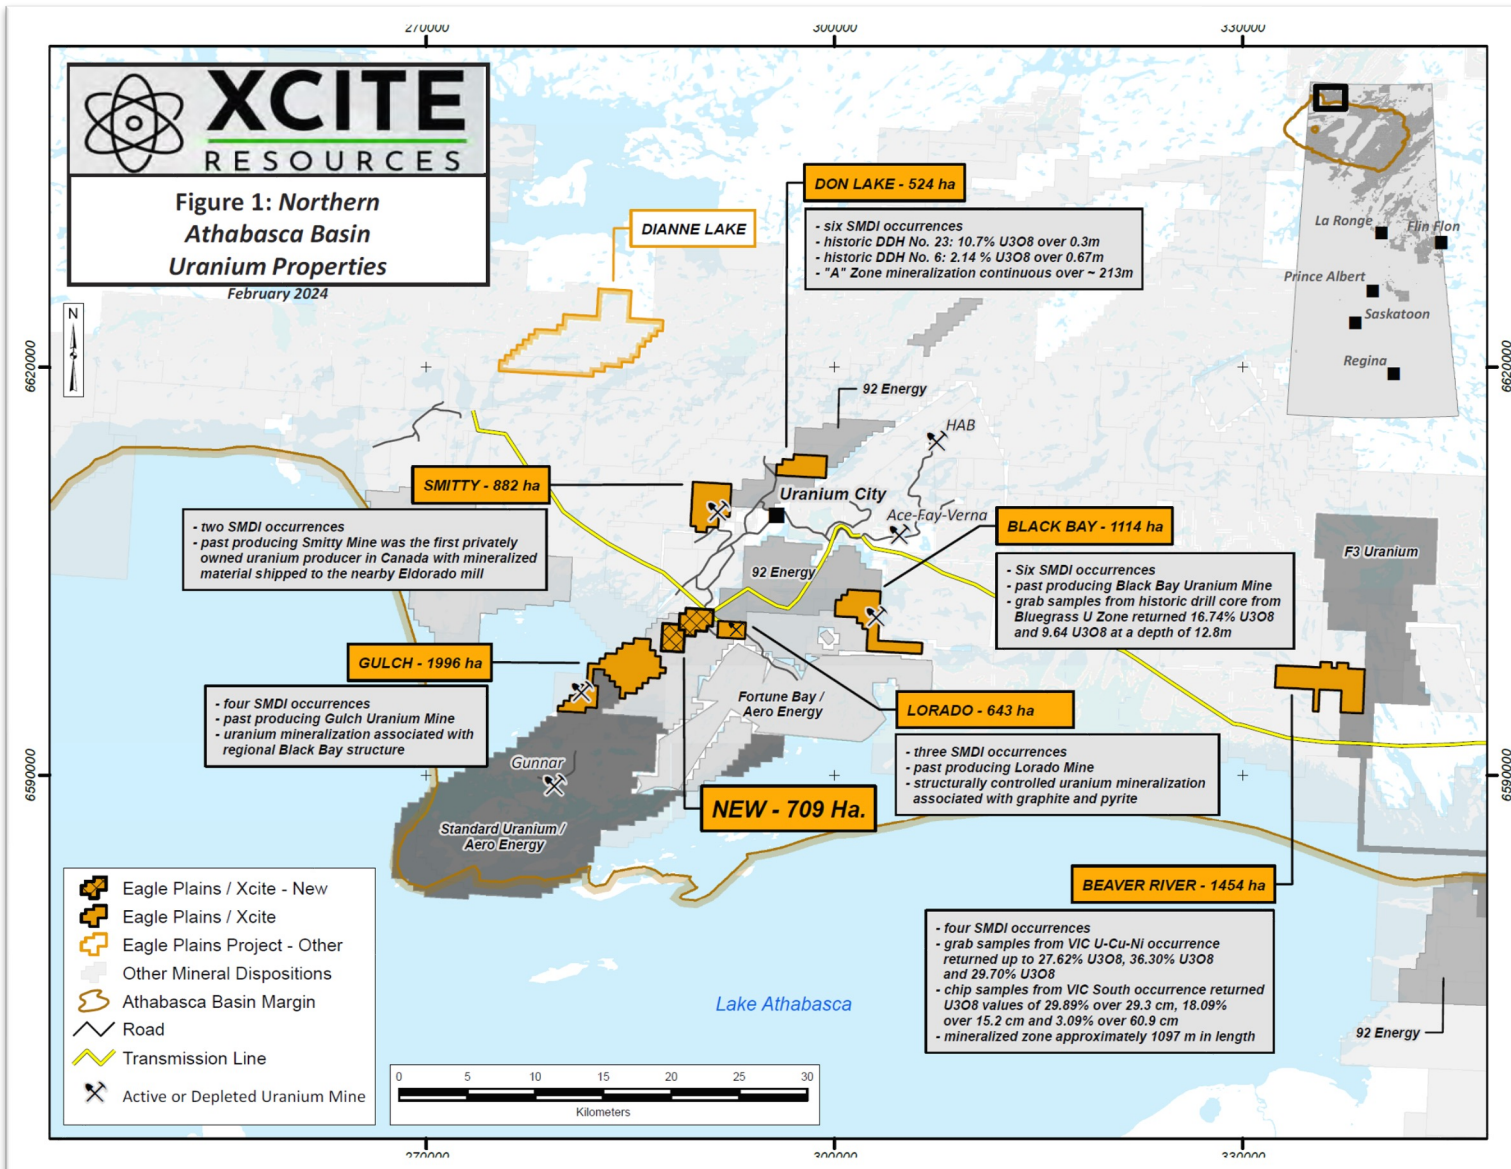 270000
300000
330000
XCITE
RESOURCES
Figure 1: Northern
Athabasca Basin
Uranium Properties
February 2024
N
DIANNE LAKE
DON LAKE - 524 ha
- six SMDI occurrences
- historic DDH No. 23: 10.7% U3O8 over 0.3m
- historic DDH No. 6: 2.14 % U3O8 over 0.67m
- "A" Zone mineralization continuous over ~ 213m
La Ronge
Flin Flon
Prince Albert
Saskatoon
Regina
6620000
6620000
92 Energy
HAB
SMITTY - 882 ha
- two SMDI occurrences
- past producing Smitty Mine was the first privately
owned uranium producer in Canada with mineralized
material shipped to the nearby Eldorado mill
Uranium City
Ace-Fay-Verna
BLACK BAY - 1114 ha
- Six SMDI occurrences
- past producing Black Bay Uranium Mine
- grab samples from historic drill core from
Bluegrass U Zone returned 16.74% U3O8
and 9.64 U3O8 at a depth of 12.8m
F3 Uranium
92 Energy
GULCH - 1996 ha
- four SMDI occurrences
- past producing Gulch Uranium Mine
- uranium mineralization associated with
regional Black Bay structure
Fortune Bay /
Aero Energy
LORADO - 643 ha
- three SMDI occurrences
- past producing Lorado Mine
- structurally controlled uranium mineralization
associated with graphite and pyrite
Gunnar
6590000
6590000
NEW - 709 Ha.
Standard Uranium /
Aero Energy
BEAVER RIVER - 1454 ha
- four SMDI occurrences
- grab samples from VIC U-Cu-Ni occurrence
returned up to 27.62% U3O8, 36.30% U3O8
and 29.70% U3O8
- chip samples from VIC South occurrence returned
U3O8 values of 29.89% over 29.3 cm, 18.09%
over 15.2 cm and 3.09% over 60.9 cm
- mineralized zone approximately 1097 m in length
92 Energy
Lake Athabasca
Eagle Plains / Xcite - New
Eagle Plains / Xcite
Eagle Plains Project - Other
Other Mineral Dispositions
Athabasca Basin Margin
Road
Transmission Line
Active or Depleted Uranium Mine
0 5 10 15 20 25 30
Kilometers
270000
300000
330000